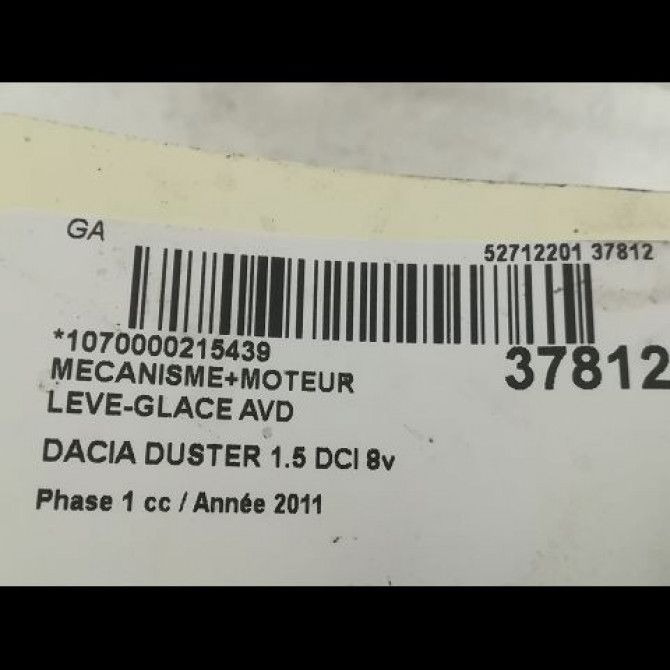 GA
52712201 37812
*1070000215439
37812
MECANISME+MOTEUR
LEVE-GLACE AVD
DACIA DUSTER 1.5 DCI 8v
Phase 1 cc / Année 2011